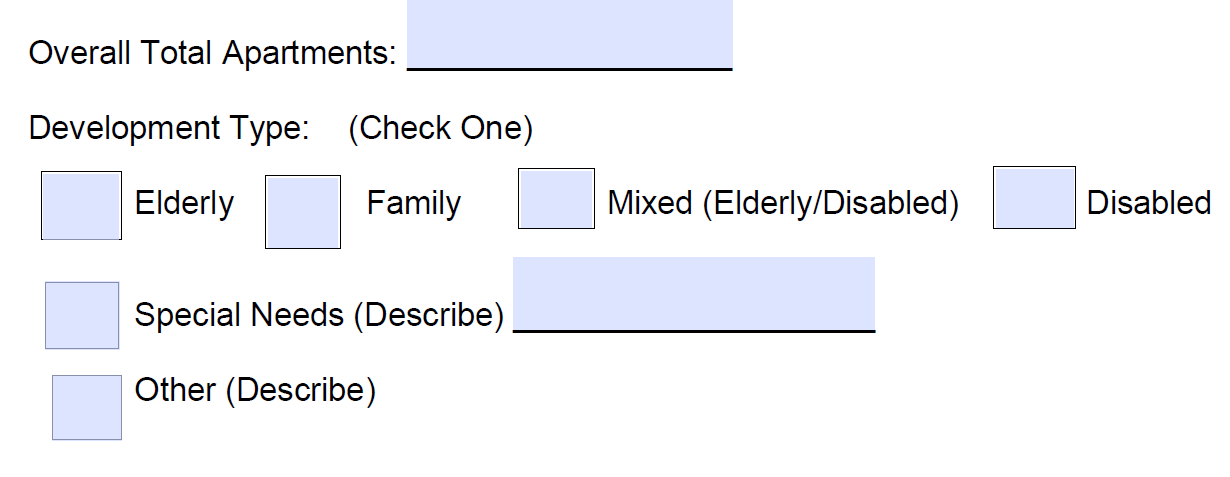 Overall Total Apartments:
Development Type: (Check One)
Elderly Family Mixed (Elderly/Disabled) Disabled
Special Needs (Describe)
Other (Describe)